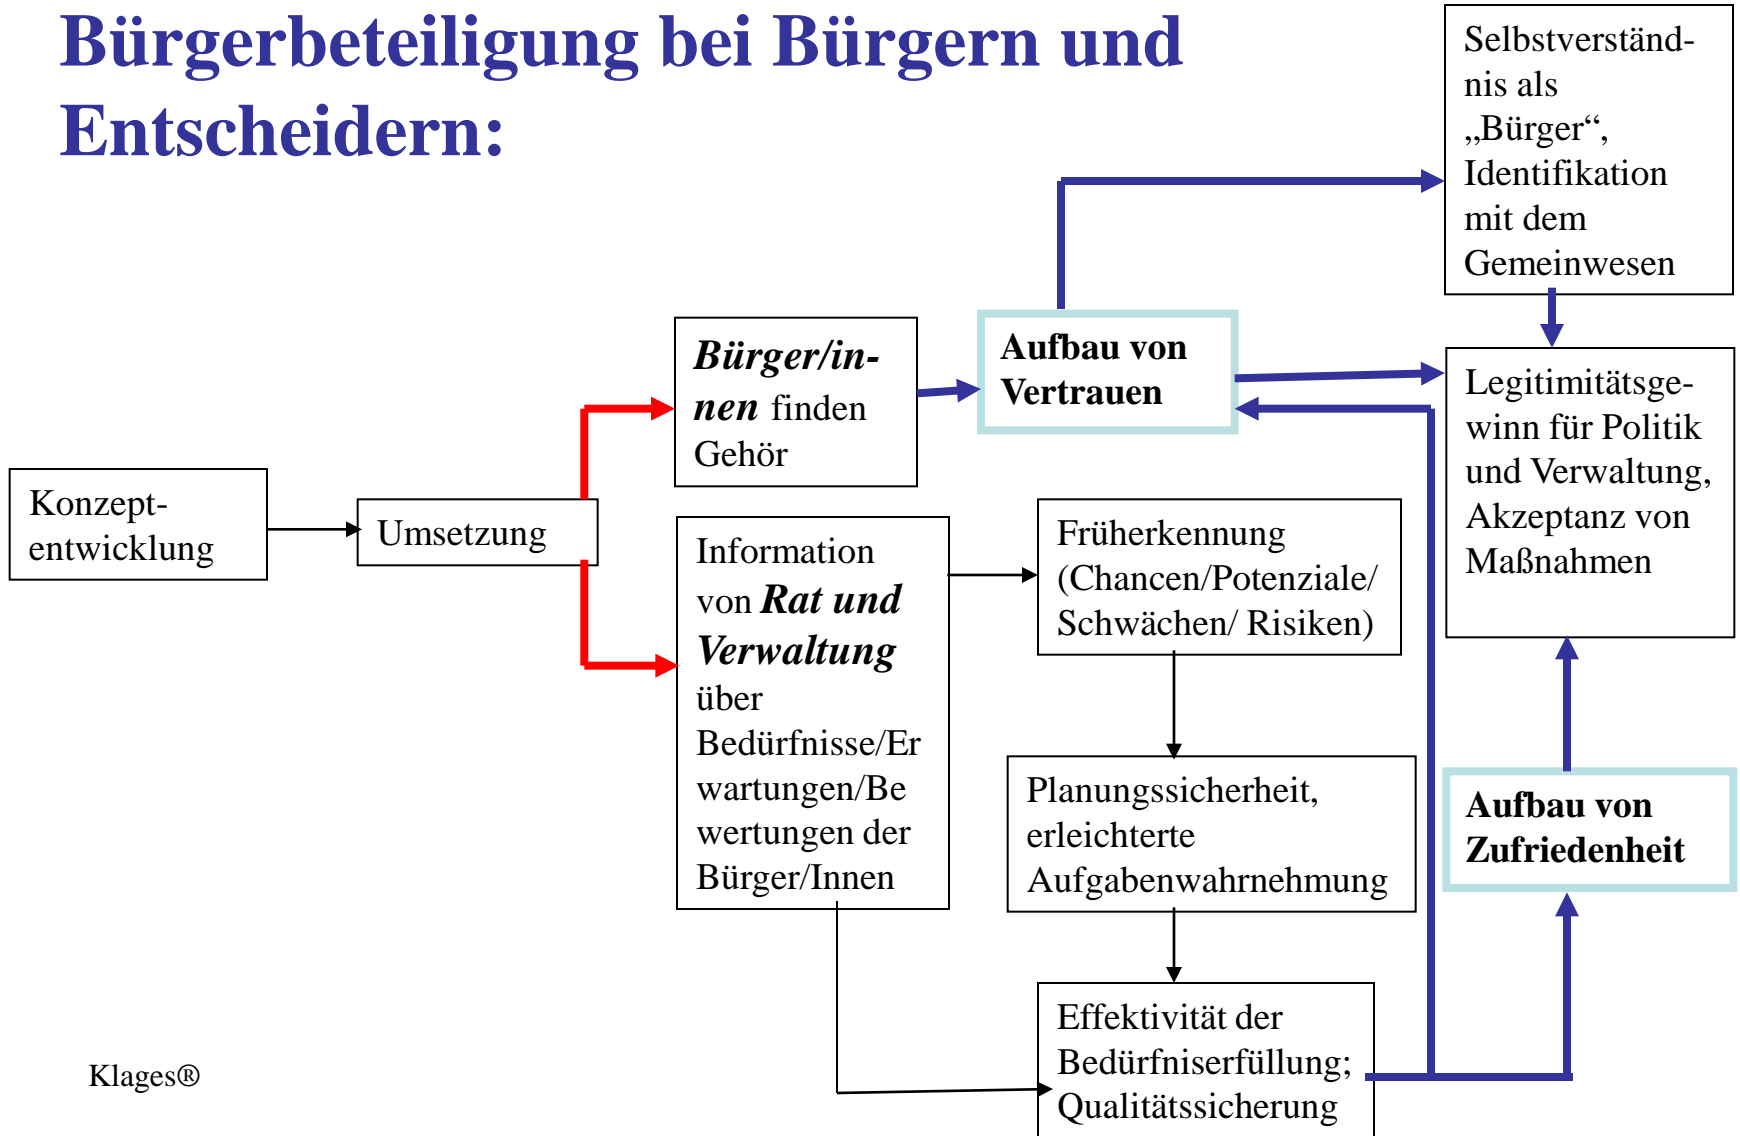 Bürgerbeteiligung bei Bürgern und
Entscheidern:
Selbstverständ-
nis als
„Bürger“,
Identifikation
mit dem
Gemeinwesen
Bürger/in-
nen finden
Gehör
Aufbau von
Vertrauen
Legitimitätsge-
winn für Politik
und Verwaltung,
Akzeptanz von
Maßnahmen
Konzept-
entwicklung
Umsetzung
Information
von Rat und
Verwaltung
über
Bedürfnisse/Er
wartungen/Be
wertungen der
Bürger/Innen
Früherkennung
(Chancen/Potenziale/
Schwächen/ Risiken)
Planungssicherheit,
erleichterte
Aufgabenwahrnehmung
Aufbau von
Zufriedenheit
Effektivität der
Bedürfniserfüllung;
Qualitätssicherung
Klages®